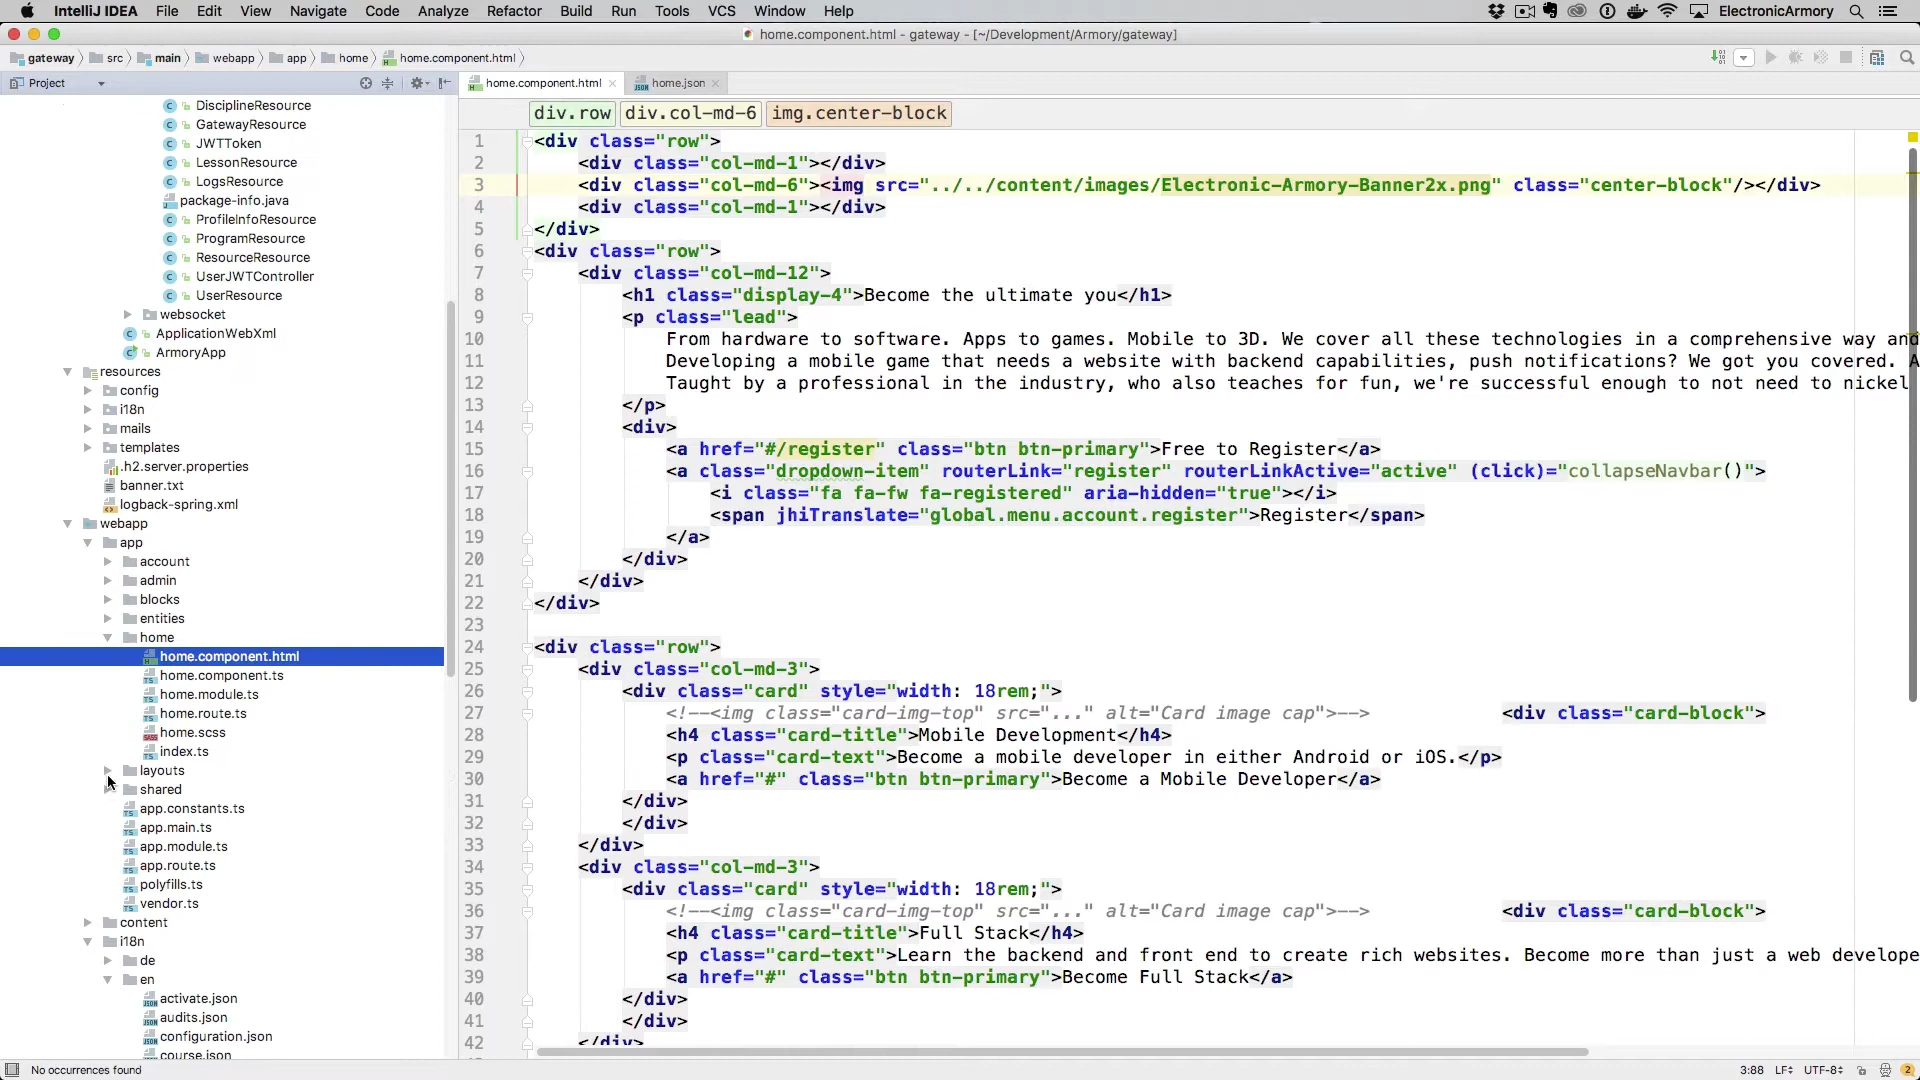 IntelliJ IDEA File Edit View Navigate Code Analyze Refactor Build Run Tools VCS Window Help ElectronicArmory
home.component.html - gateway - [~/Development/Armory/gateway]
gateway src main webapp app home home.component.html
Project
home.component.html home.json
div.row div.col-md-6 img.center-block
DisciplineResource
GatewayResource
JWTToken
LessonResource
LogsResource
package-info.java
ProfileInfoResource
ProgramResource
ResourceResource
UserJWTController
UserResource
websocket
ApplicationWebXml
ArmoryApp
resources
config
i18n
mails
templates
.h2.server.properties
banner.txt
logback-spring.xml
webapp
app
account
admin
blocks
entities
home
home.component.html
home.component.ts
home.module.ts
home.route.ts
home.scss
index.ts
layouts
shared
app.constants.ts
app.main.ts
app.module.ts
app.route.ts
polyfills.ts
vendor.ts
content
i18n
de
en
activate.json
audits.json
configuration.json
course.json
1 <div class="row">
2 <div class="col-md-1"></div>
3 <div class="col-md-6"><img src="../../content/images/Electronic-Armory-Banner2x.png" class="center-block"/></div>
4 <div class="col-md-1"></div>
5 </div>
6 <div class="row">
7 <div class="col-md-12">
8 <h1 class="display-4">Become the ultimate you</h1>
9 <p class="lead">
10 From hardware to software. Apps to games. Mobile to 3D. We cover all these technologies in a comprehensive way and
11 Developing a mobile game that needs a website with backend capabilities, push notifications? We got you covered. A
12 Taught by a professional in the industry, who also teaches for fun, we're successful enough to not need to nickel
13 </p>
14 <div>
15 <a href="#/register" class="btn btn-primary">Free to Register</a>
16 <a class="dropdown-item" routerLink="register" routerLinkActive="active" (click)="collapseNavbar()">
17 <i class="fa fa-fw fa-registered" aria-hidden="true"></i>
18 <span jhiTranslate="global.menu.account.register">Register</span>
19 </a>
20 </div>
21 </div>
22 </div>
23
24 <div class="row">
25 <div class="col-md-3">
26 <div class="card" style="width: 18rem;">
27 <!--<img class="card-img-top" src="..." alt="Card image cap">--> <div class="card-block">
28 <h4 class="card-title">Mobile Development</h4>
29 <p class="card-text">Become a mobile developer in either Android or iOS.</p>
30 <a href="#" class="btn btn-primary">Become a Mobile Developer</a>
31 </div>
32 </div>
33 </div>
34 <div class="col-md-3">
35 <div class="card" style="width: 18rem;">
36 <!--<img class="card-img-top" src="..." alt="Card image cap">--> <div class="card-block">
37 <h4 class="card-title">Full Stack</h4>
38 <p class="card-text">Learn the backend and front end to create rich websites. Become more than just a web develope
39 <a href="#" class="btn btn-primary">Become Full Stack</a>
40 </div>
41 </div>
42 </div>
No occurrences found 3:88 LF UTF-8 2